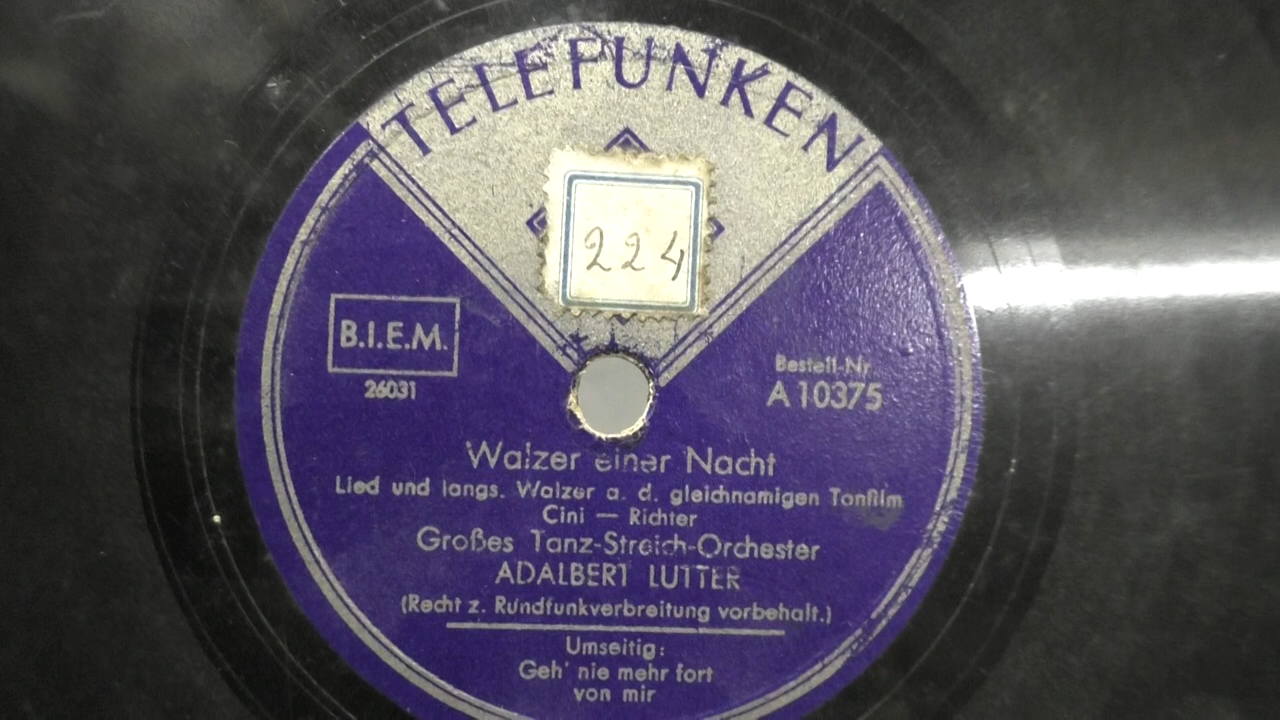 TELEFUNKEN
224
B.I.E.M.
26031
Bestell-Nr.
A 10375
Walzer einer Nacht
Lied und langs. Walzer a. d. gleichnamigen Tonfilm
Cini — Richter
Großes Tanz-Streich-Orchester
ADALBERT LUTTER
(Recht z. Rundfunkverbreitung vorbehalt.)
Umseitig:
Geh' nie mehr fort
von mir